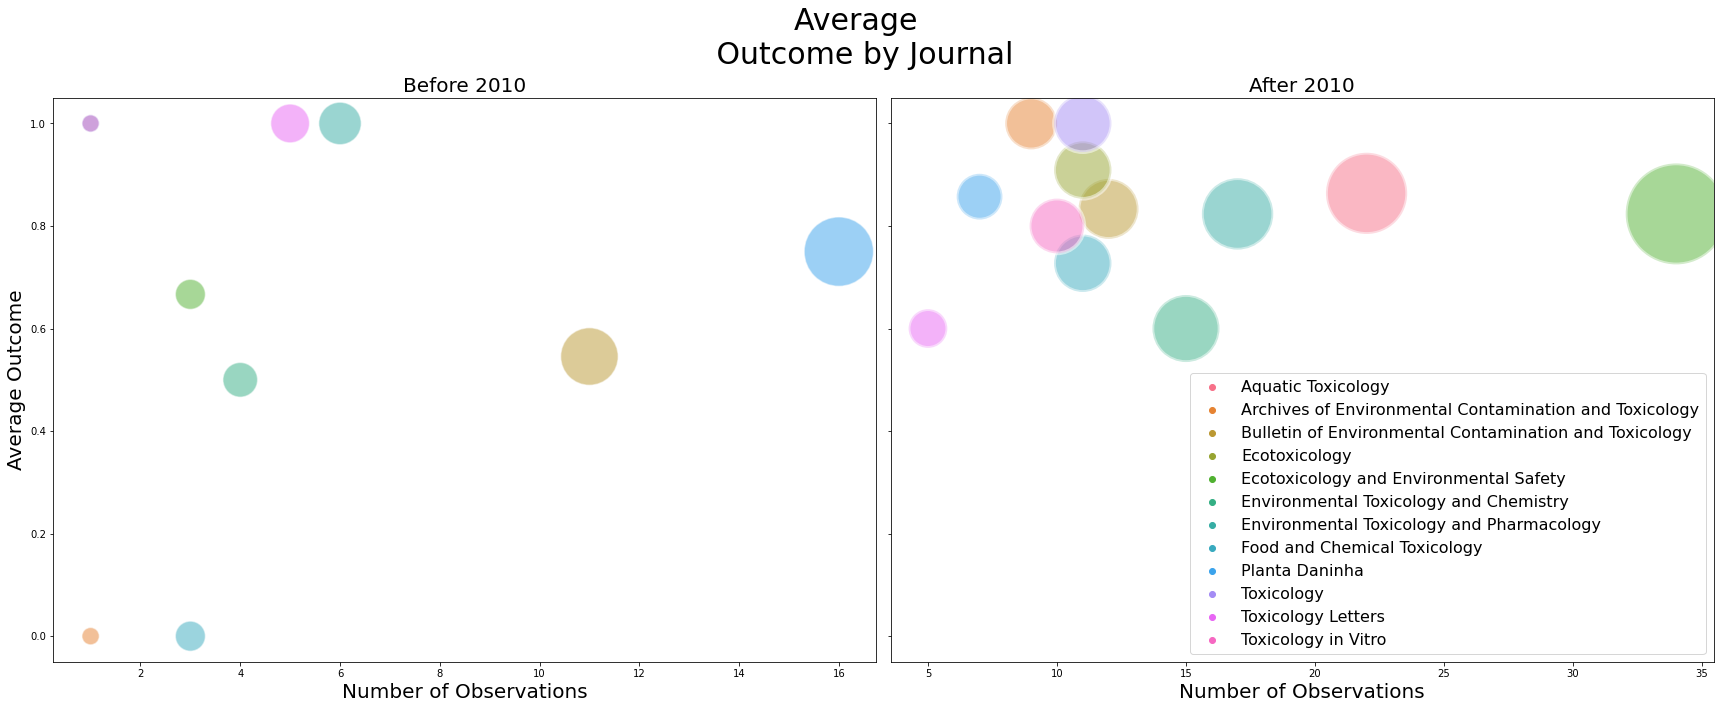 Average
Outcome by Journal
Before 2010
After 2010
1.0
0.8
0.6
0.4
0.2
0.0
Average Outcome
2 4 6 8 10 12 14 16
Number of Observations
5 10 15 20 25 30 35
Number of Observations
Aquatic Toxicology
Archives of Environmental Contamination and Toxicology
Bulletin of Environmental Contamination and Toxicology
Ecotoxicology
Ecotoxicology and Environmental Safety
Environmental Toxicology and Chemistry
Environmental Toxicology and Pharmacology
Food and Chemical Toxicology
Planta Daninha
Toxicology
Toxicology Letters
Toxicology in Vitro